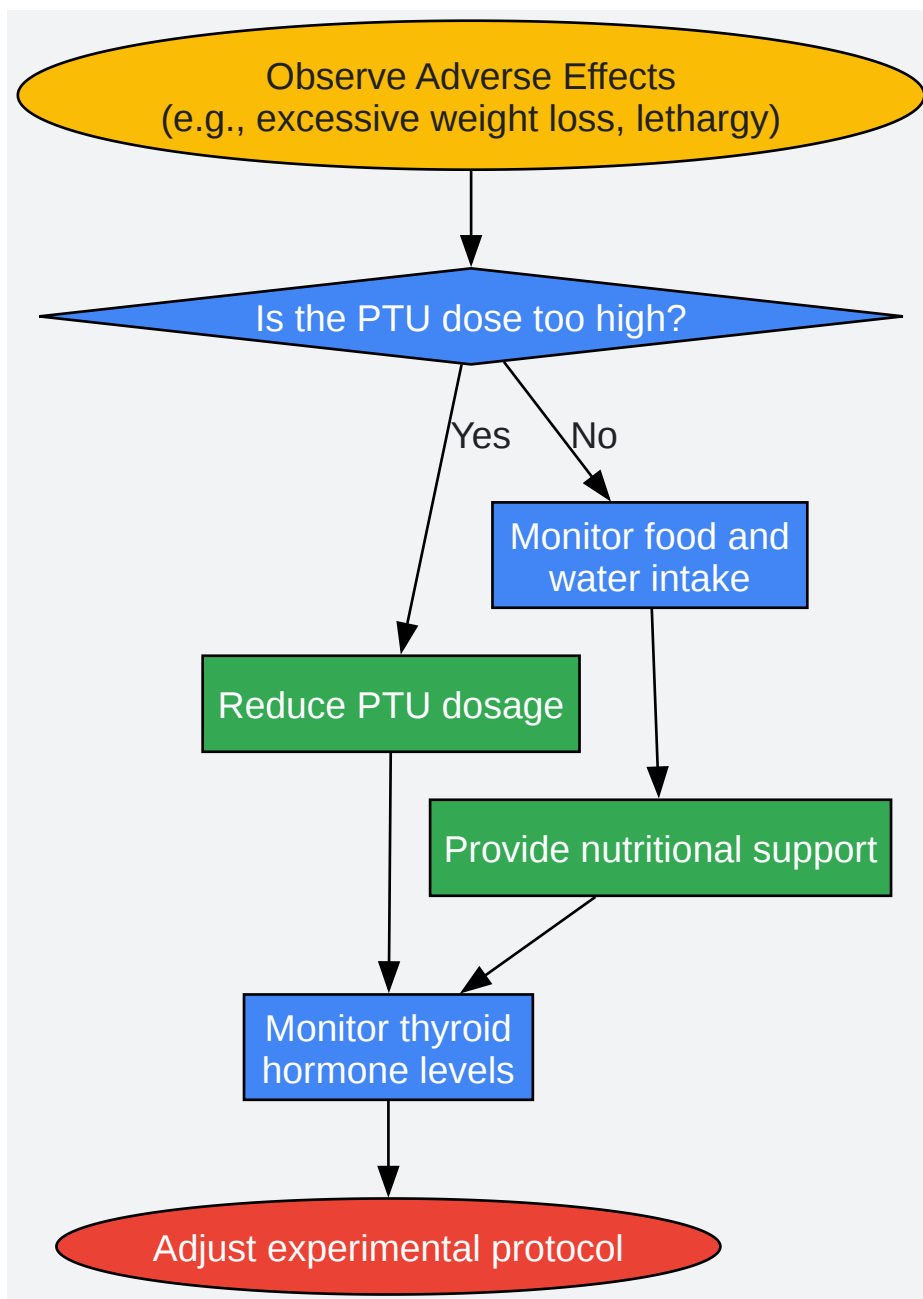 Observe Adverse Effects
(e.g., excessive weight loss, lethargy)
Is the PTU dose too high?
Yes
No
Monitor food and
water intake
Reduce PTU dosage
Provide nutritional support
Monitor thyroid
hormone levels
Adjust experimental protocol